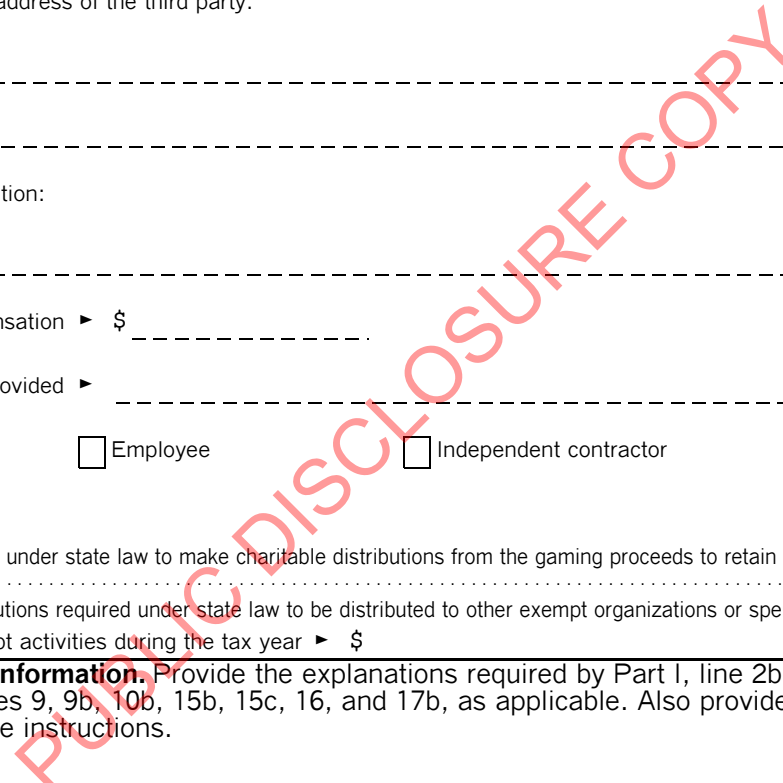 address of the third party:
tion:
nsation ► $
ovided ►
Employee Independent contractor
under state law to make charitable distributions from the gaming proceeds to retain
utions required under state law to be distributed to other exempt organizations or spe
pt activities during the tax year ► $
nformation. Provide the explanations required by Part I, line 2b
es 9, 9b, 10b, 15b, 15c, 16, and 17b, as applicable. Also provide
e instructions.
PUBLIC DISCLOSURE COPY